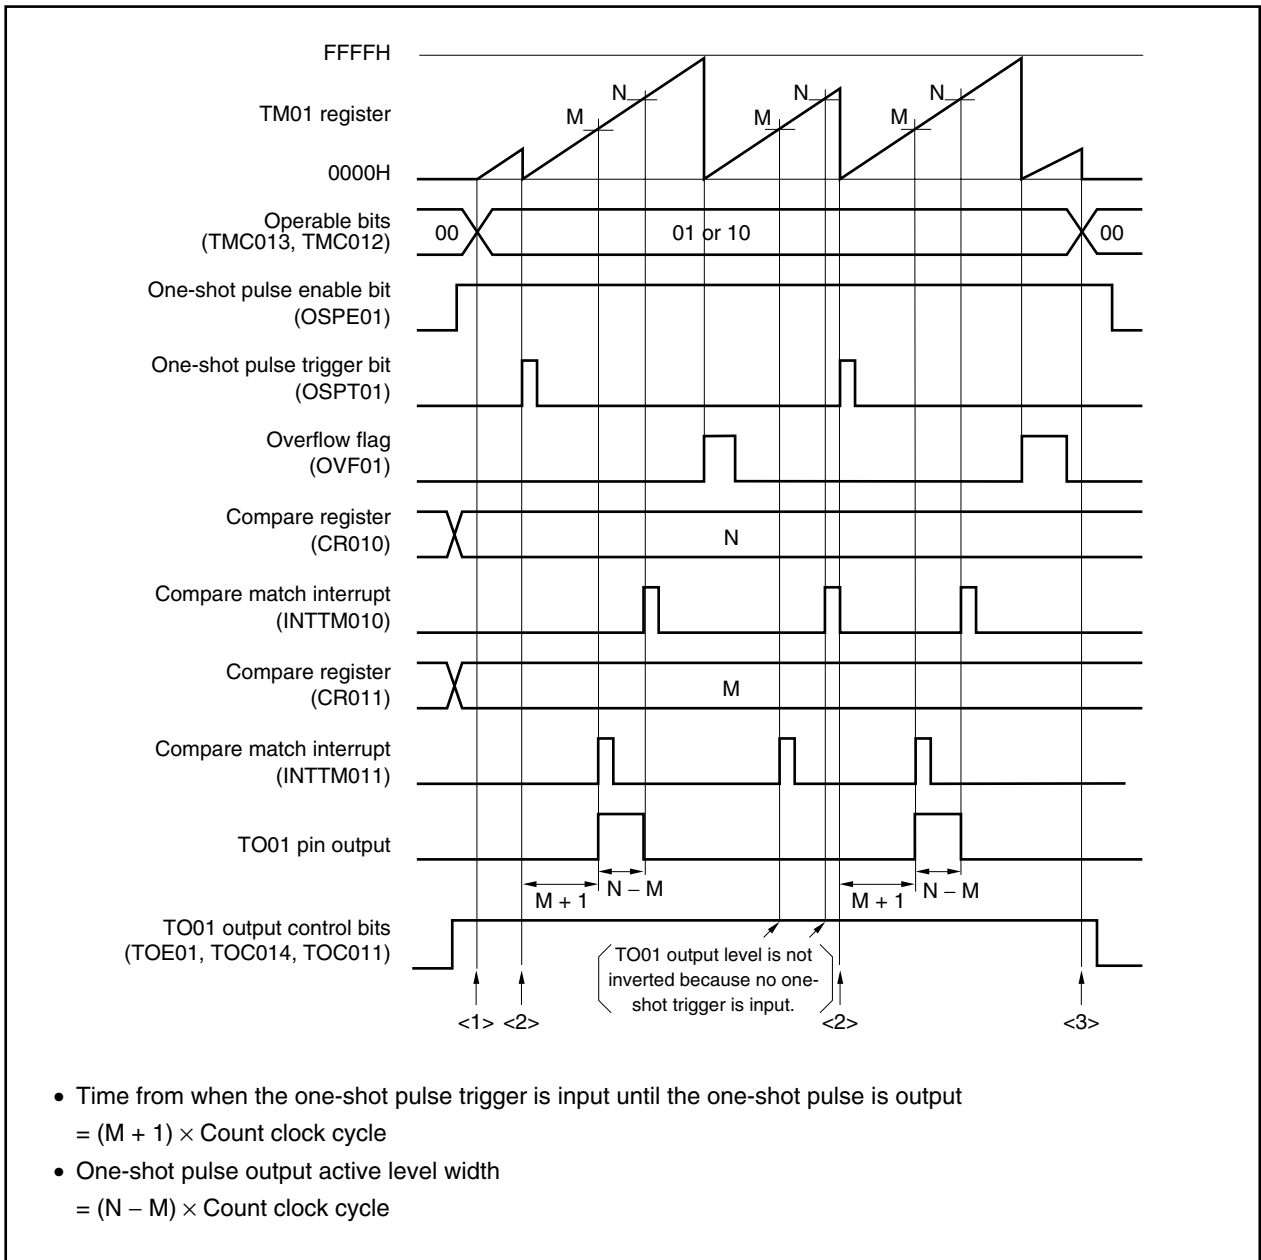 FFFFH
TM01 register
0000H
M
N
M
N
M
N
Operable bits
(TMC013, TMC012)
00
01 or 10
00
One-shot pulse enable bit
(OSPE01)
One-shot pulse trigger bit
(OSPT01)
Overflow flag
(OVF01)
Compare register
(CR010)
N
Compare match interrupt
(INTTM010)
Compare register
(CR011)
M
Compare match interrupt
(INTTM011)
TO01 pin output
M + 1
N − M
M + 1
N − M
TO01 output control bits
(TOE01, TOC014, TOC011)
TO01 output level is not
inverted because no one-
shot trigger is input.
<1>
<2>
<2>
<3>
• Time from when the one-shot pulse trigger is input until the one-shot pulse is output
= (M + 1) × Count clock cycle
• One-shot pulse output active level width
= (N − M) × Count clock cycle